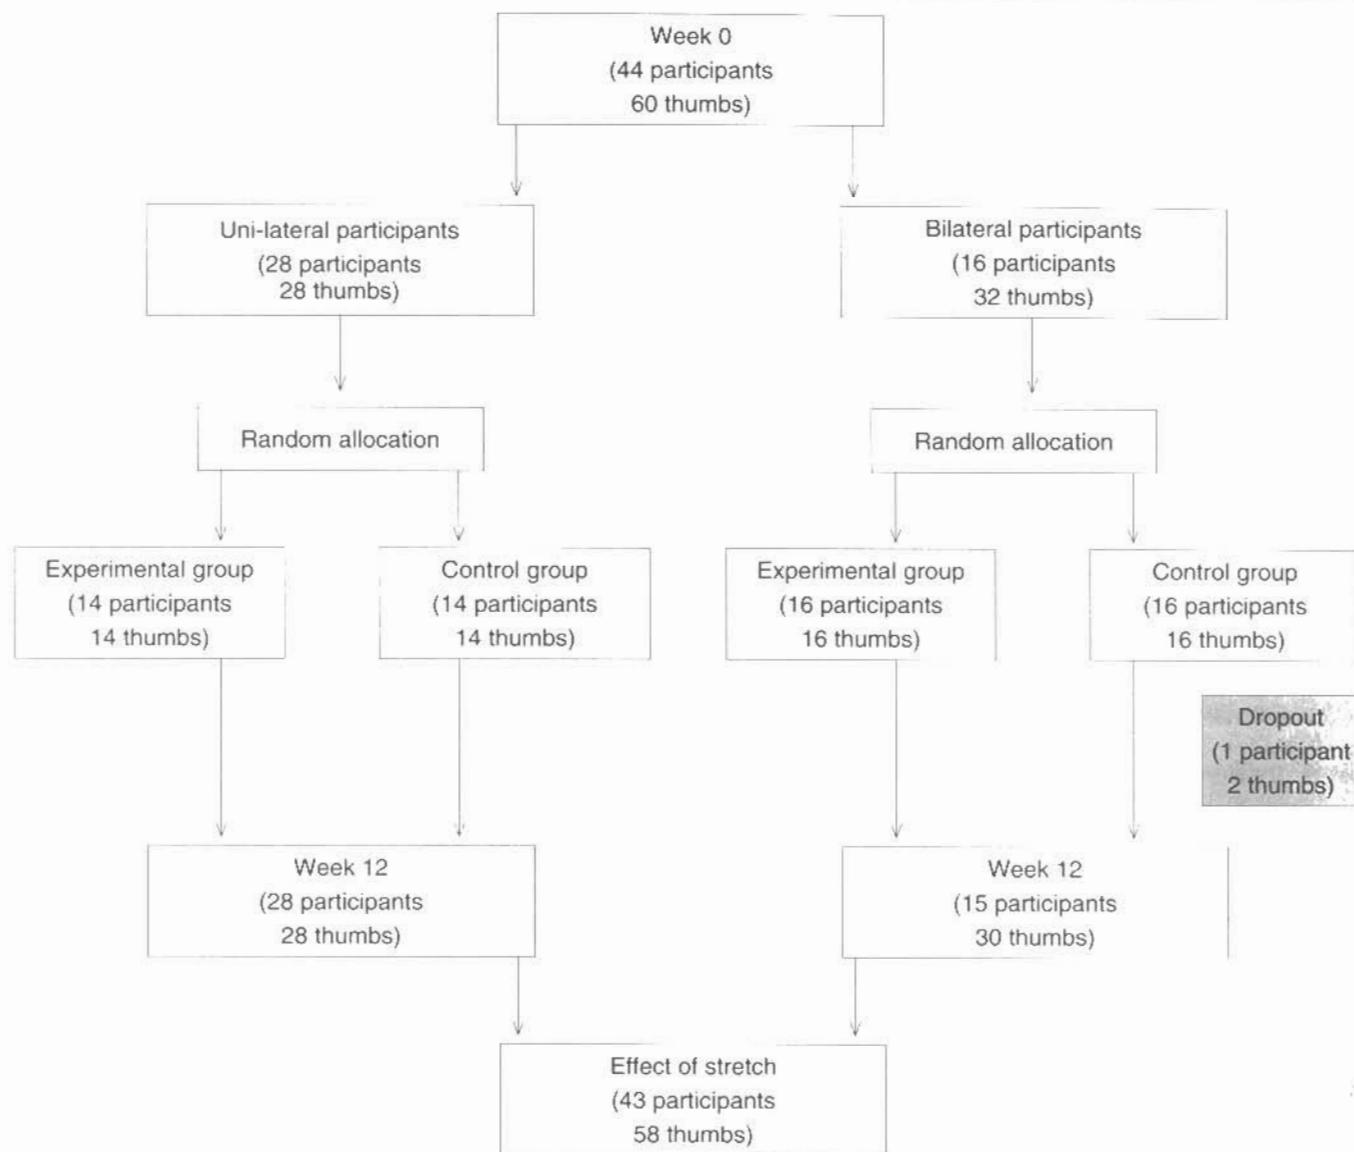 Week 0
(44 participants
60 thumbs)
Uni-lateral participants
(28 participants
28 thumbs)
Bilateral participants
(16 participants
32 thumbs)
Random allocation
Random allocation
Experimental group
(14 participants
14 thumbs)
Control group
(14 participants
14 thumbs)
Experimental group
(16 participants
16 thumbs)
Control group
(16 participants
16 thumbs)
Dropout
(1 participant
2 thumbs)
Week 12
(28 participants
28 thumbs)
Week 12
(15 participants
30 thumbs)
Effect of stretch
(43 participants
58 thumbs)